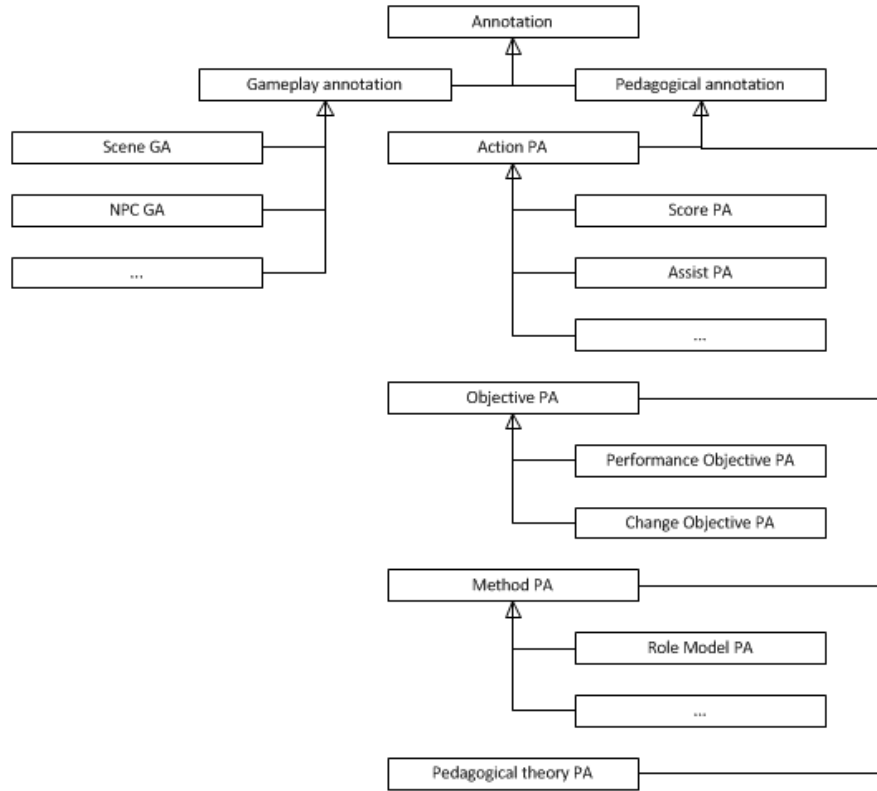 Annotation
Gameplay annotation
Pedagogical annotation
Scene GA
Action PA
NPC GA
Score PA
...
Assist PA
...
Objective PA
Performance Objective PA
Change Objective PA
Method PA
Role Model PA
...
Pedagogical theory PA